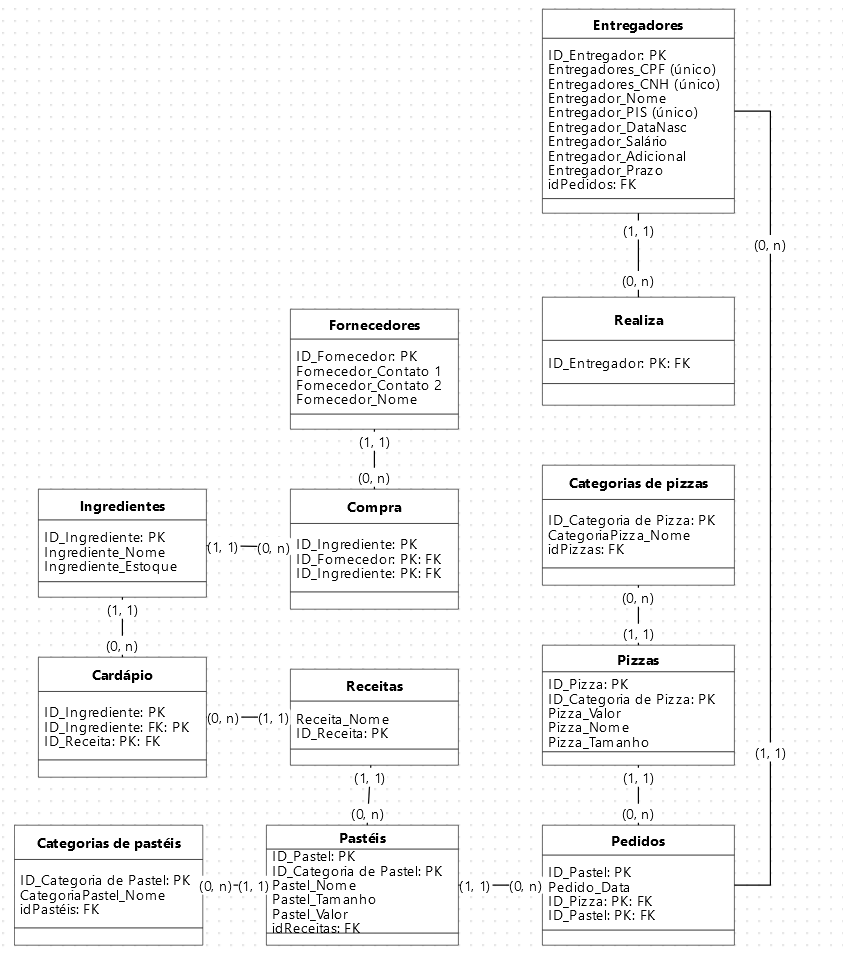 Entregadores
ID_Entregador: PK
Entregadores_CPF (único)
Entregadores_CNH (único)
Entregador_Nome
Entregador_PIS (único)
Entregador_DataNasc
Entregador_Salário
Entregador_Adicional
Entregador_Prazo
idPedidos: FK
(1, 1)
(0, n)
(0, n)
Realiza
ID_Entregador: PK: FK
Fornecedores
ID_Fornecedor: PK
Fornecedor_Contato 1
Fornecedor_Contato 2
Fornecedor_Nome
(1, 1)
(0, n)
Ingredientes
ID_Ingrediente: PK
Ingrediente_Nome
Ingrediente_Estoque
(1, 1)
(0, n)
Compra
ID_Ingrediente: PK
ID_Fornecedor: PK: FK
ID_Ingrediente: PK: FK
Categorias de pizzas
ID_Categoria de Pizza: PK
CategoriaPizza_Nome
idPizzas: FK
(0, n)
(1, 1)
(1, 1)
(0, n)
Cardápio
ID_Ingrediente: PK
ID_Ingrediente: FK: PK
ID_Receita: PK: FK
(0, n)
(1, 1)
Receitas
Receita_Nome
ID_Receita: PK
Pizzas
ID_Pizza: PK
ID_Categoria de Pizza: PK
Pizza_Valor
Pizza_Nome
Pizza_Tamanho
(1, 1)
(1, 1)
(0, n)
(1, 1)
(0, n)
Categorias de pastéis
ID_Categoria de Pastel: PK
CategoriaPastel_Nome
idPastéis: FK
(0, n)
(1, 1)
Pastéis
ID_Pastel: PK
ID_Categoria de Pastel: PK
Pastel_Nome
Pastel_Tamanho
Pastel_Valor
idReceitas: FK
(1, 1)
(0, n)
Pedidos
ID_Pastel: PK
Pedido_Data
ID_Pizza: PK: FK
ID_Pastel: PK: FK